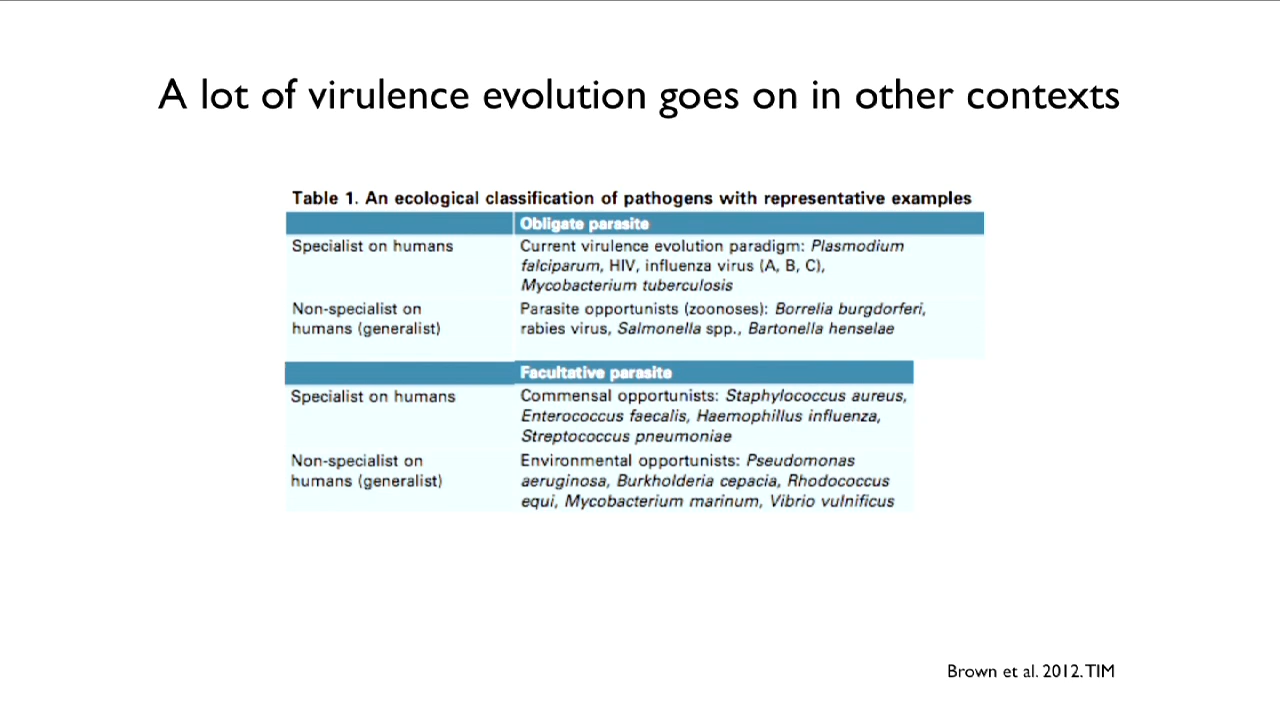 A lot of virulence evolution goes on in other contexts
Table 1. An ecological classification of pathogens with representative examples
Obligate parasite
Specialist on humans
Current virulence evolution paradigm: Plasmodium
falciparum, HIV, influenza virus (A, B, C),
Mycobacterium tuberculosis
Non-specialist on
humans (generalist)
Parasite opportunists (zoonoses): Borrelia burgdorferi,
rabies virus, Salmonella spp., Bartonella henselae
Facultative parasite
Specialist on humans
Commensal opportunists: Staphylococcus aureus,
Enterococcus faecalis, Haemophillus influenza,
Streptococcus pneumoniae
Non-specialist on
humans (generalist)
Environmental opportunists: Pseudomonas
aeruginosa, Burkholderia cepacia, Rhodococcus
equi, Mycobacterium marinum, Vibrio vulnificus
Brown et al. 2012. TIM